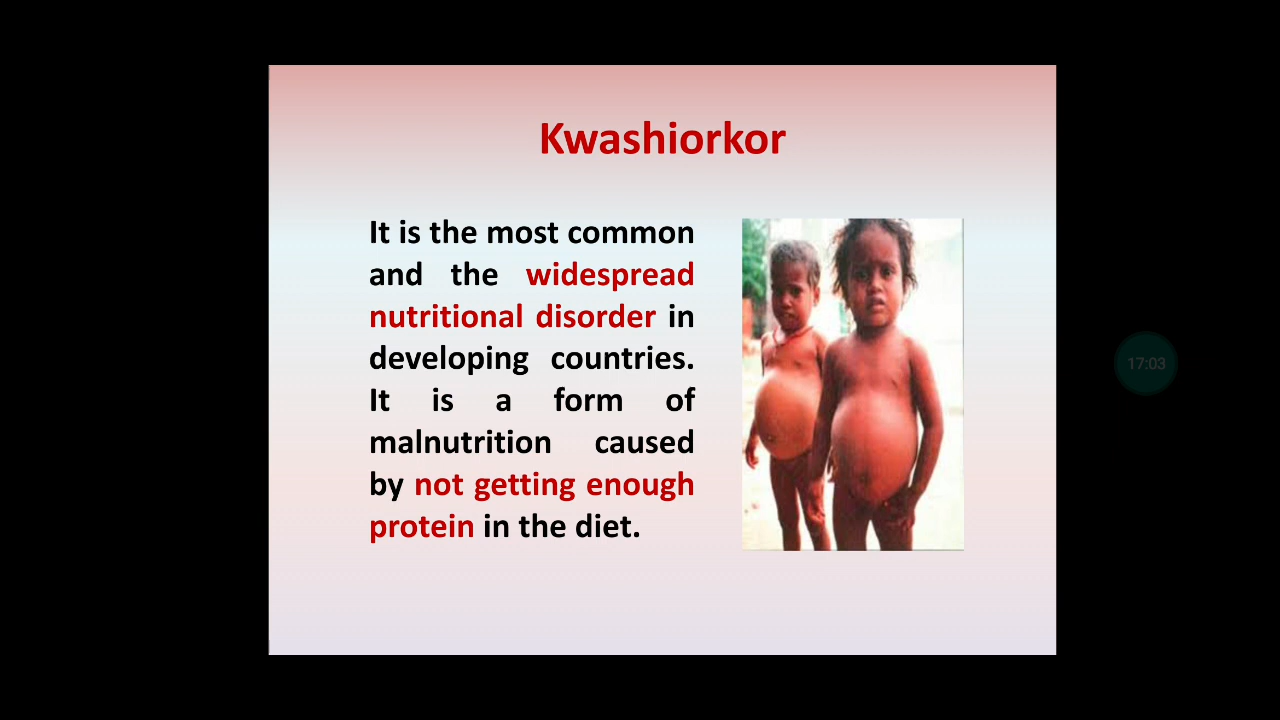 Kwashiorkor
It is the most common
and the widespread
nutritional disorder in
developing countries.
It is a form of
malnutrition caused
by not getting enough
protein in the diet.
17:03